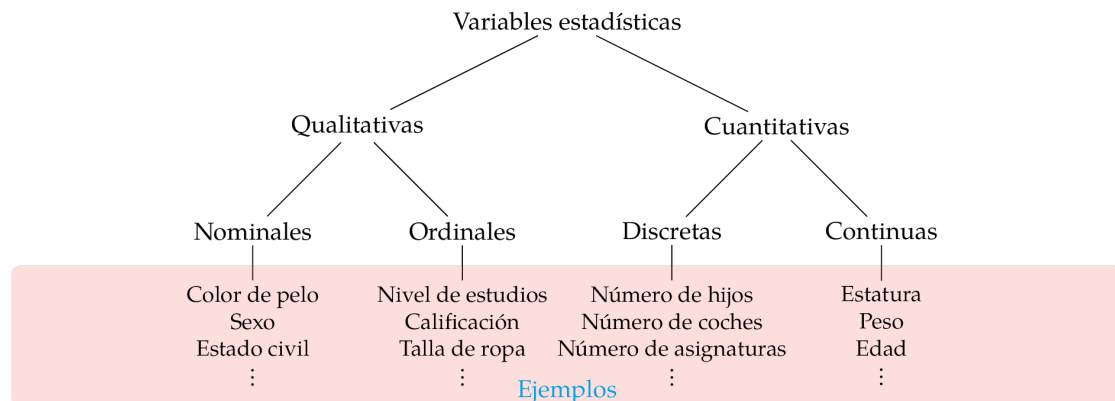 Variables estadísticas
Qualitativas
Cuantitativas
Nominales
Ordinales
Discretas
Continuas
Color de pelo
Sexo
Estado civil
⋮
Nivel de estudios
Calificación
Talla de ropa
⋮
Número de hijos
Número de coches
Número de asignaturas
⋮
Estatura
Peso
Edad
⋮
Ejemplos